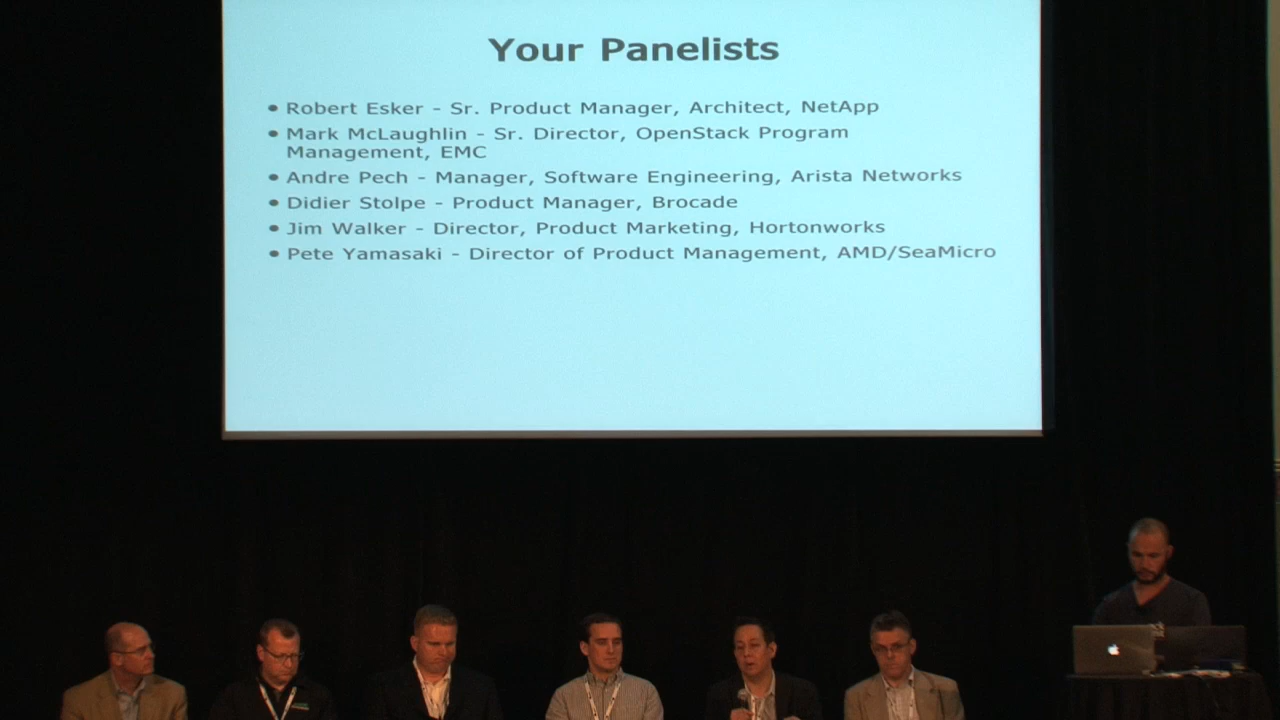 Your Panelists
• Robert Esker - Sr. Product Manager, Architect, NetApp
• Mark McLaughlin - Sr. Director, OpenStack Program
Management, EMC
• Andre Pech - Manager, Software Engineering, Arista Networks
• Didier Stolpe - Product Manager, Brocade
• Jim Walker - Director, Product Marketing, Hortonworks
• Pete Yamasaki - Director of Product Management, AMD/SeaMicro